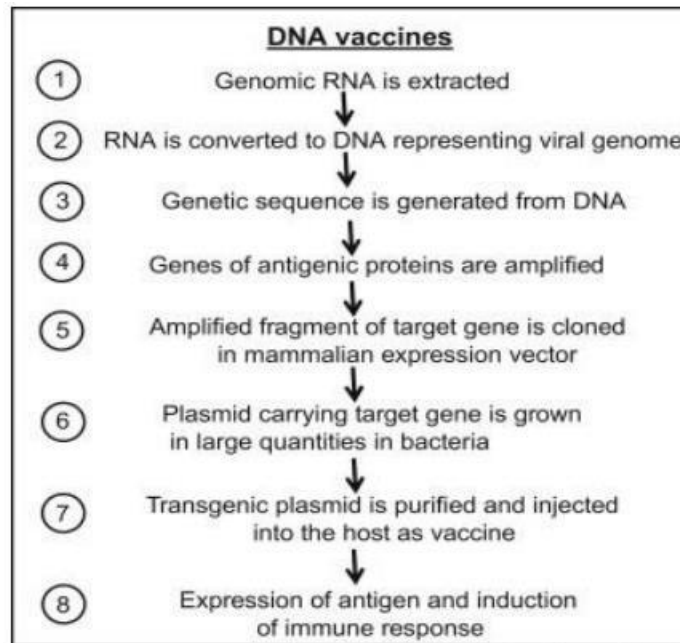 DNA vaccines
1 Genomic RNA is extracted
2 RNA is converted to DNA representing viral genome
3 Genetic sequence is generated from DNA
4 Genes of antigenic proteins are amplified
5 Amplified fragment of target gene is cloned
in mammalian expression vector
6 Plasmid carrying target gene is grown
in large quantities in bacteria
7 Transgenic plasmid is purified and injected
into the host as vaccine
8 Expression of antigen and induction
of immune response